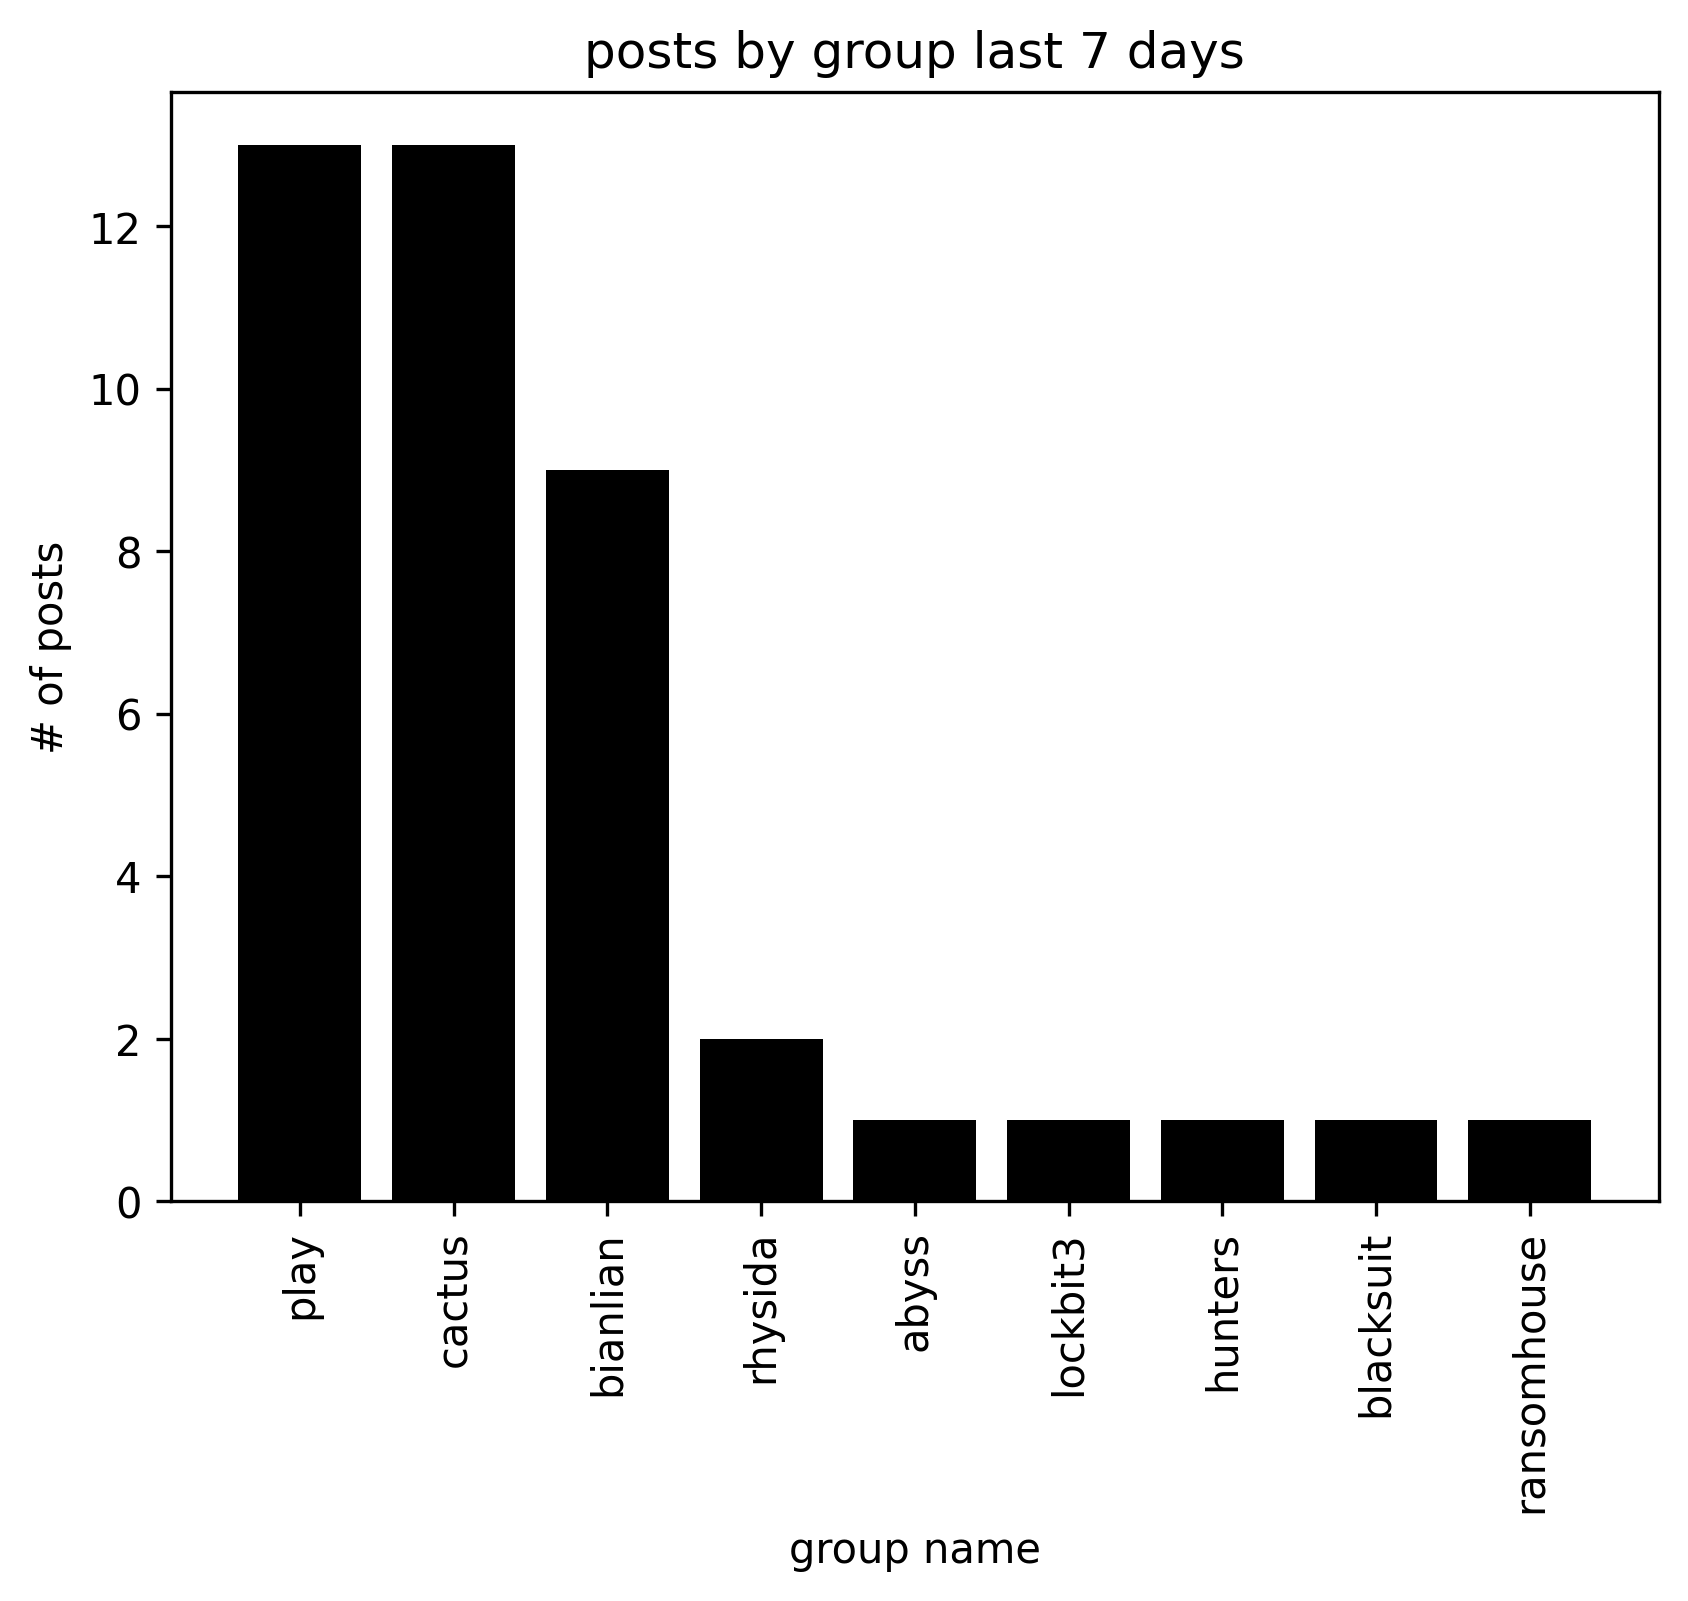 posts by group last 7 days
# of posts
12
10
8
6
4
2
0
play
cactus
bianlian
rhysida
abyss
lockbit3
hunters
blacksuit
ransomhouse
group name